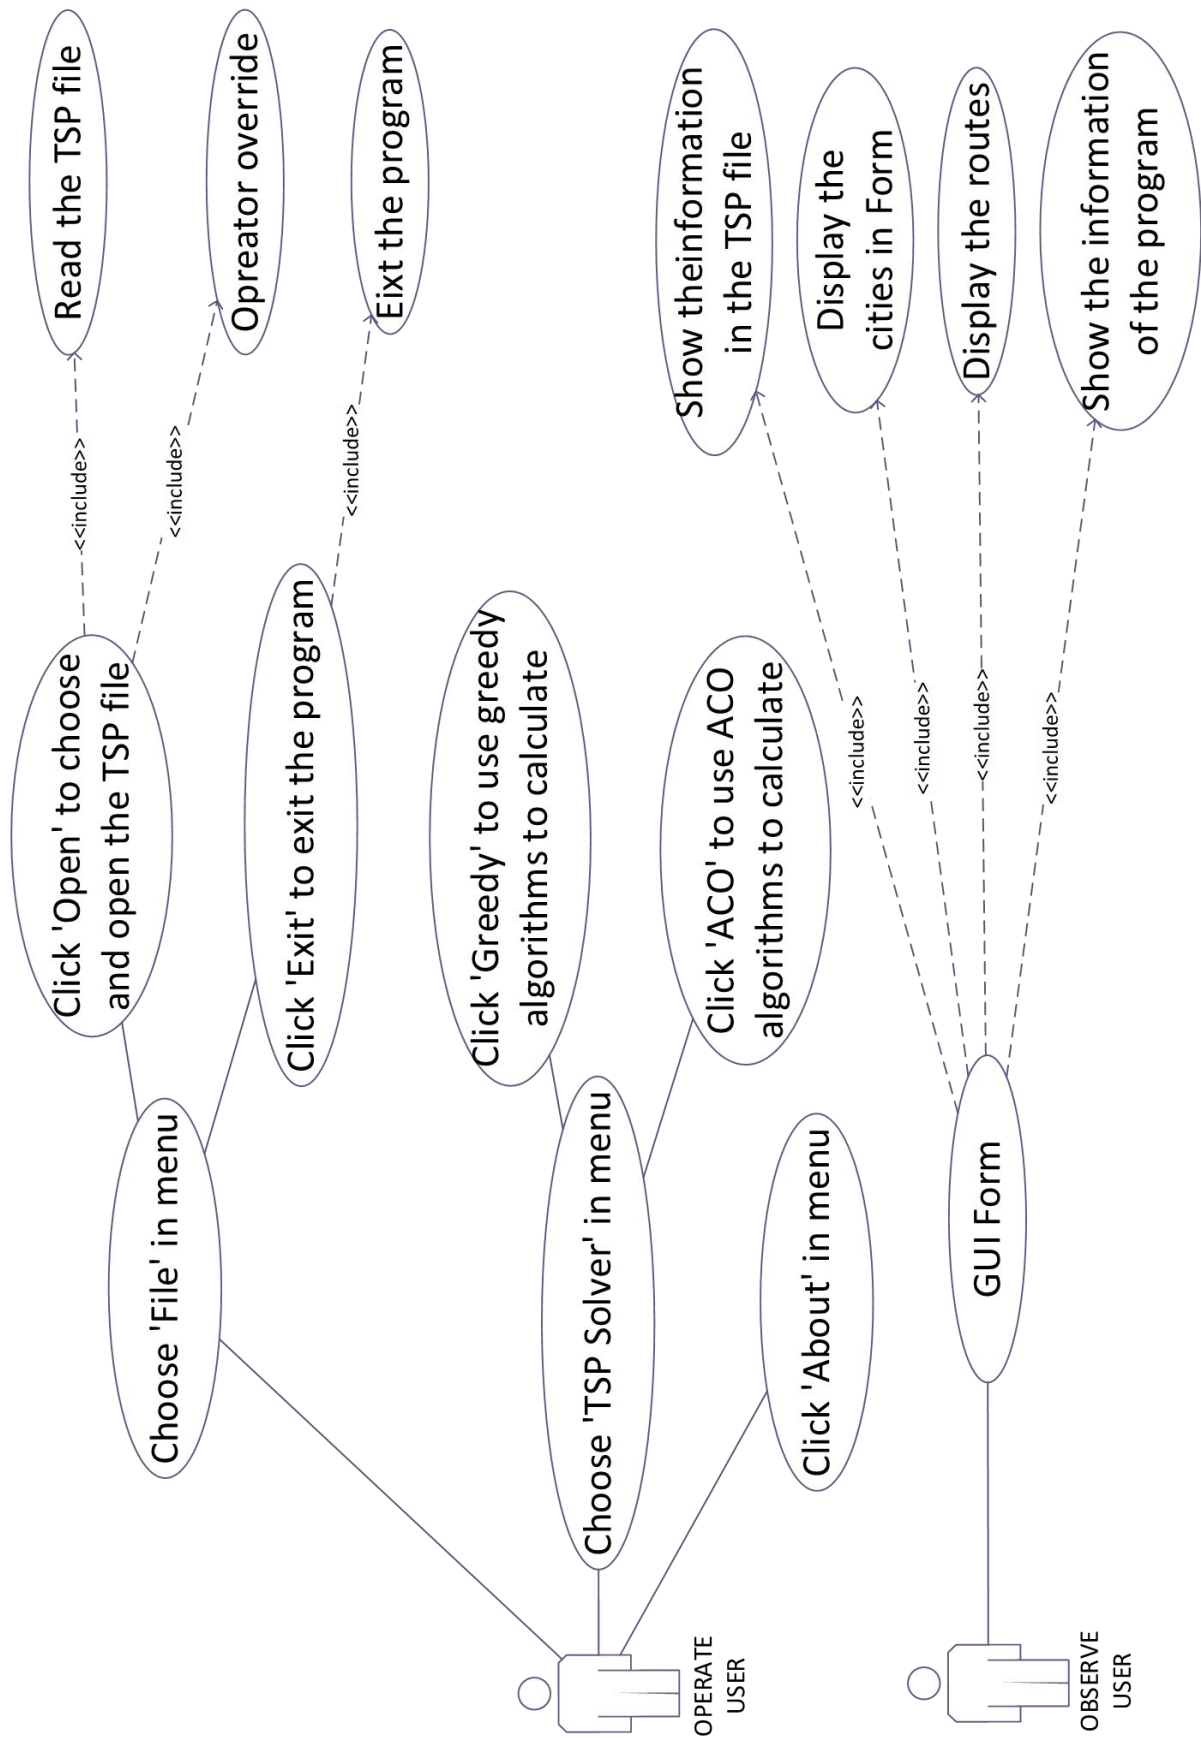 Click 'Open' to choose
and open the TSP file
<<include>>
Read the TSP file
<<include>>
Opreator override
Choose 'File' in menu
Click 'Exit' to exit the program
<<include>>
Eixt the program
Click 'Greedy' to use greedy
algorithms to calculate
Choose 'TSP Solver' in menu
Click 'ACO' to use ACO
algorithms to calculate
OPERATE
USER
Click 'About' in menu
Show theinformation
in the TSP file
<<include>>
Display the
cities in Form
<<include>>
GUI Form
<<include>>
Display the routes
<<include>>
Show the information
of the program
OBSERVE
USER